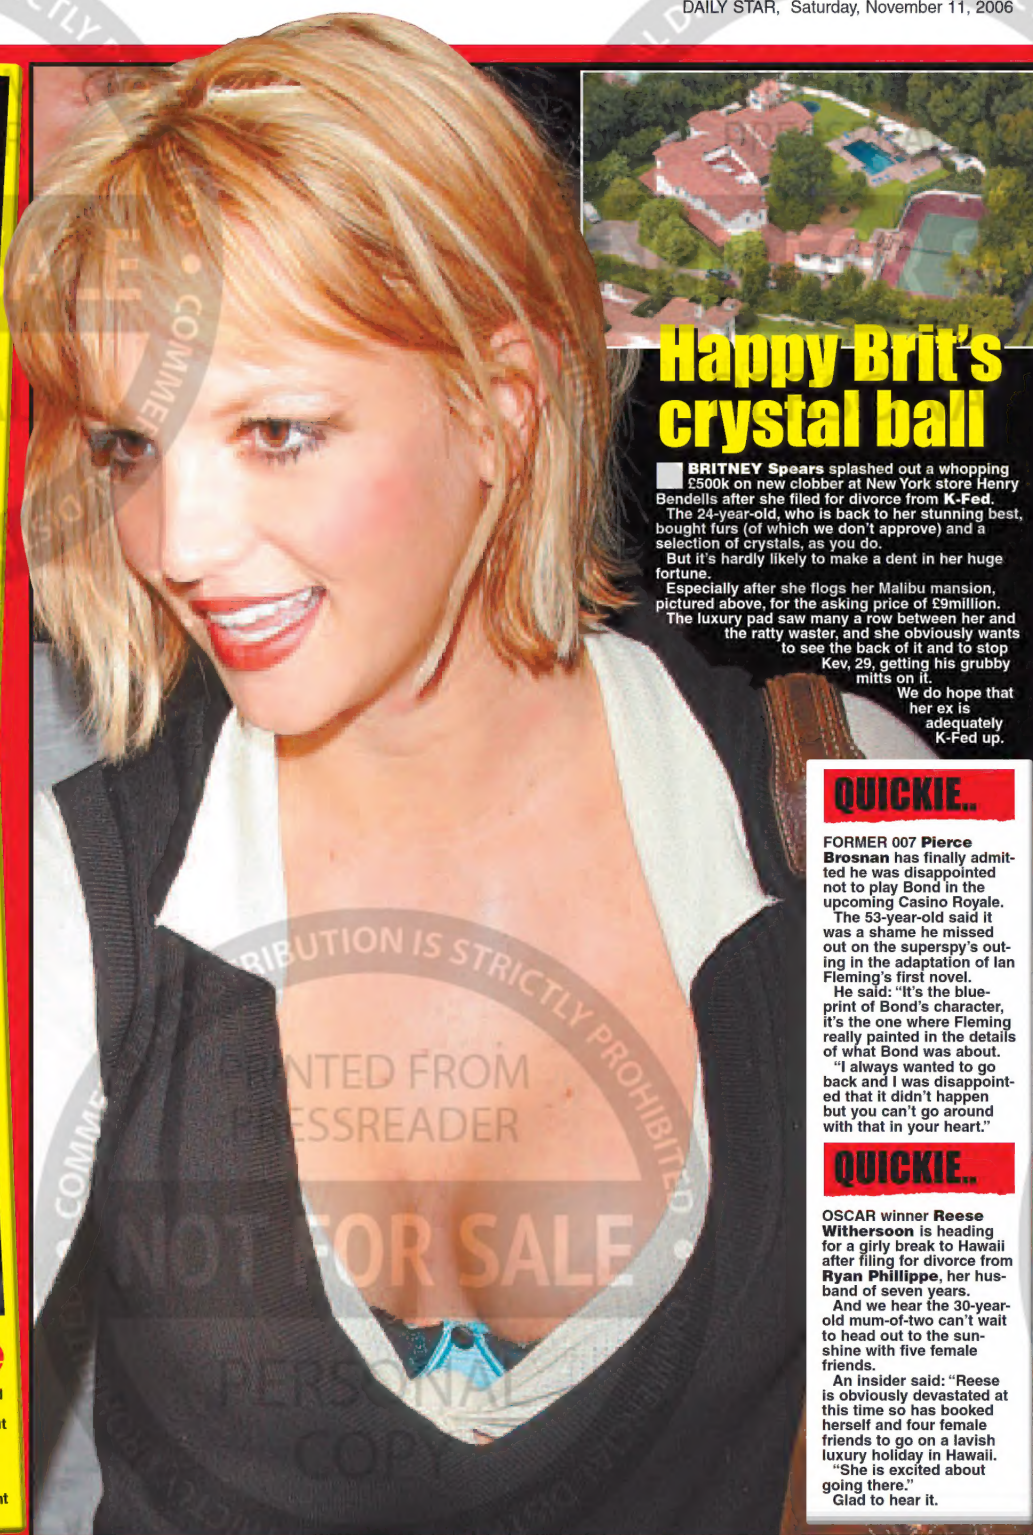 DAILY STAR, Saturday, November 11, 2006
Happy Brit's
crystal ball
BRITNEY Spears splashed out a whopping
£500k on new clobber at New York store Henry
Bendells after she filed for divorce from K-Fed.
The 24-year-old, who is back to her stunning best,
bought furs (of which we don't approve) and a
selection of crystals, as you do.
But it's hardly likely to make a dent in her huge
fortune.
Especially after she flogs her Malibu mansion,
pictured above, for the asking price of £9million.
The luxury pad saw many a row between her and
the ratty waster, and she obviously wants
to see the back of it and to stop
Kev, 29, getting his grubby
mitts on it.
We do hope that
her ex is
adequately
K-Fed up.
QUICKIE..
FORMER 007 Pierce
Brosnan has finally admit-
ted he was disappointed
not to play Bond in the
upcoming Casino Royale.
The 53-year-old said it
was a shame he missed
out on the superspy's out-
ing in the adaptation of Ian
Fleming's first novel.
He said: "It's the blue-
print of Bond's character,
it's the one where Fleming
really painted in the details
of what Bond was about.
"I always wanted to go
back and I was disappoint-
ed that it didn't happen
but you can't go around
with that in your heart."
QUICKIE..
OSCAR winner Reese
Withersoon is heading
for a girly break to Hawaii
after filing for divorce from
Ryan Phillippe, her hus-
band of seven years.
And we hear the 30-year-
old mum-of-two can't wait
to head out to the sun-
shine with five female
friends.
An insider said: "Reese
is obviously devastated at
this time so has booked
herself and four female
friends to go on a lavish
luxury holiday in Hawaii.
"She is excited about
going there."
Glad to hear it.
IS STRICTLY PROHIBITED
PRINTED FROM
PRESSREADER
NOT FOR SALE
PERSONAL
COPY